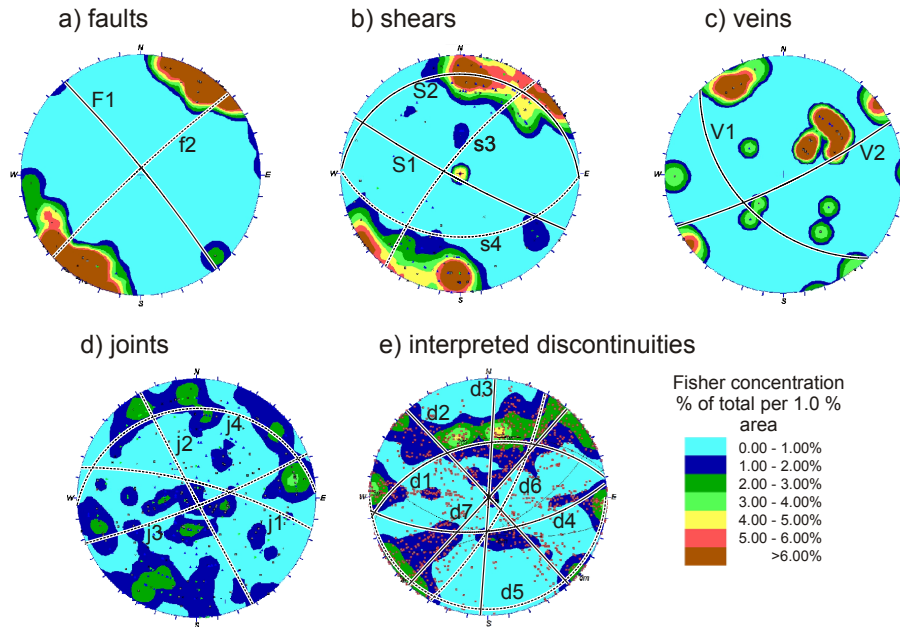 a) faults
b) shears
c) veins
N
N
F1
f2
W
E
S
S2
s3
S1
s4
W
E
S
V1
V2
W
S
d) joints
e) interpreted discontinuities
N
j4
j2
j3
j1
W
E
S
N
d3
d2
d1
d6
d7
d4
d5
W
E
S
Fisher concentration
% of total per 1.0 %
area
0.00 - 1.00%
1.00 - 2.00%
2.00 - 3.00%
3.00 - 4.00%
4.00 - 5.00%
5.00 - 6.00%
>6.00%